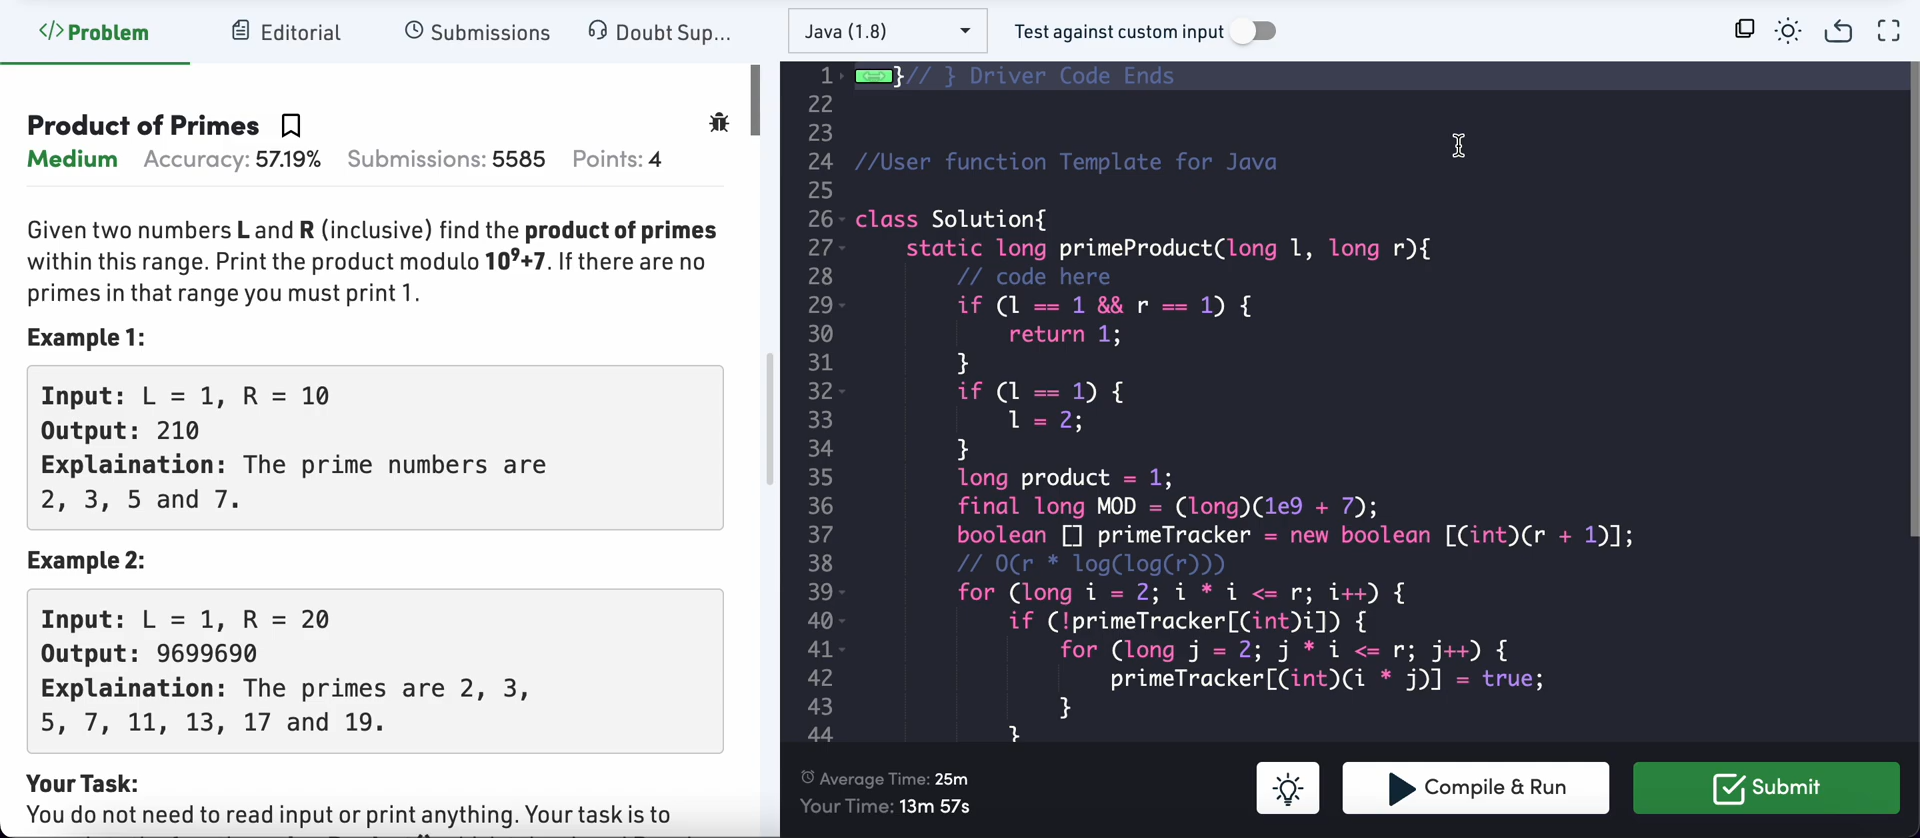 </>Problem
Editorial
Submissions
Doubt Sup...
Java (1.8)
Test against custom input
Product of Primes
Medium Accuracy: 57.19% Submissions: 5585 Points: 4
Given two numbers L and R (inclusive) find the product of primes
within this range. Print the product modulo 10⁹+7. If there are no
primes in that range you must print 1.
Example 1:
Input: L = 1, R = 10
Output: 210
Explaination: The prime numbers are
2, 3, 5 and 7.
Example 2:
Input: L = 1, R = 20
Output: 9699690
Explaination: The primes are 2, 3,
5, 7, 11, 13, 17 and 19.
Your Task:
You do not need to read input or print anything. Your task is to
1 }// } Driver Code Ends
22
23
24 //User function Template for Java
25
26 class Solution{
27 static long primeProduct(long l, long r){
28 // code here
29 if (l == 1 && r == 1) {
30 return 1;
31 }
32 if (l == 1) {
33 l = 2;
34 }
35 long product = 1;
36 final long MOD = (long)(1e9 + 7);
37 boolean [] primeTracker = new boolean [(int)(r + 1)];
38 // O(r * log(log(r)))
39 for (long i = 2; i * i <= r; i++) {
40 if (!primeTracker[(int)i]) {
41 for (long j = 2; j * i <= r; j++) {
42 primeTracker[(int)(i * j)] = true;
43 }
44 }
Average Time: 25m
Your Time: 13m 57s
Compile & Run
Submit